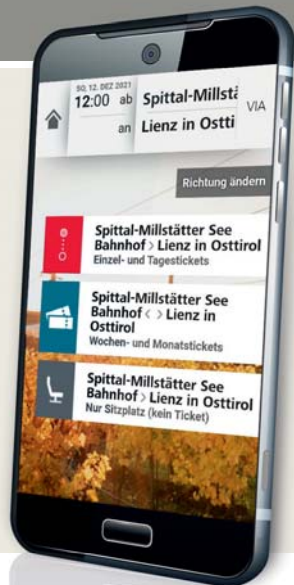 SO, 12. DEZ 2021
12:00 ab Spittal-Millstä VIA
an Lienz in Ostti
Richtung ändern
Spittal-Millstätter See
Bahnhof > Lienz in Osttirol
Einzel- und Tagestickets
Spittal-Millstätter See
Bahnhof < > Lienz in
Osttirol
Wochen- und Monatstickets
Spittal-Millstätter See
Bahnhof > Lienz in Osttirol
Nur Sitzplatz (kein Ticket)